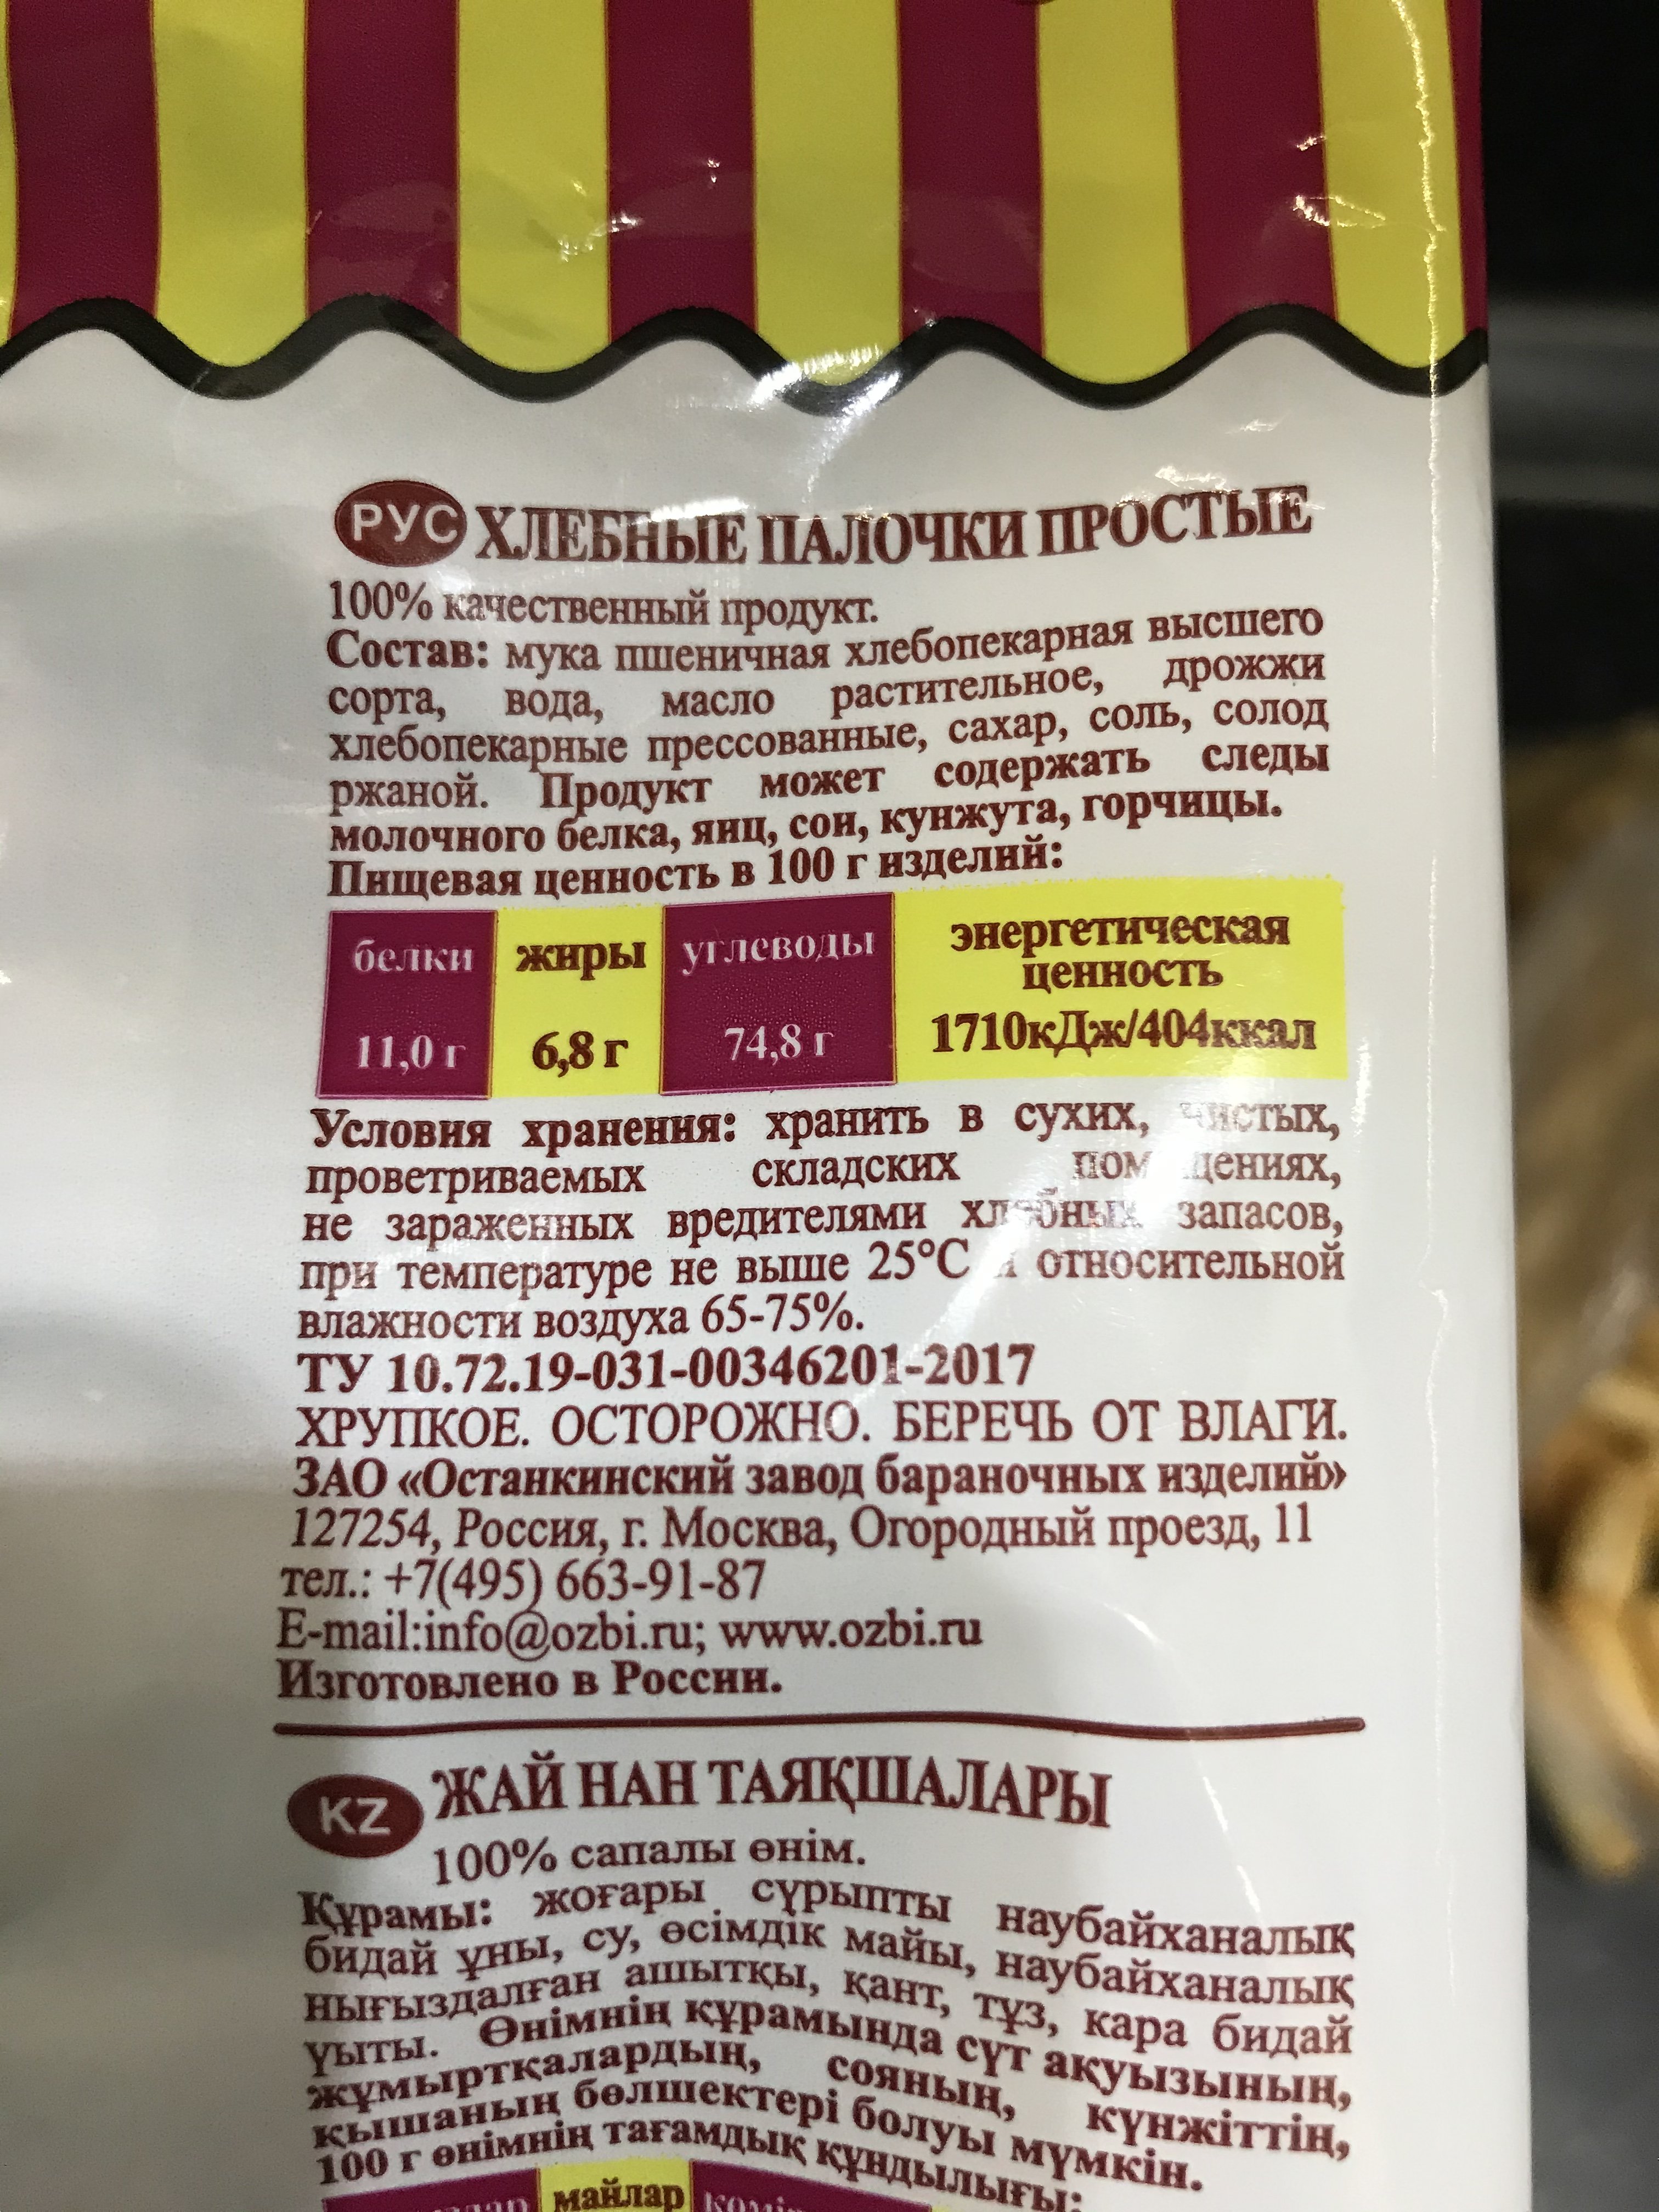 РУС ХЛЕБНЫЕ ПАЛОЧКИ ПРОСТЫЕ
100% качественный продукт.
Состав: мука пшеничная хлебопекарная высшего
сорта, вода, масло растительное, дрожжи
хлебопекарные прессованные, сахар, соль, солод
ржаной. Продукт может содержать следы
молочного белка, яиц, сои, кунжута, горчицы.
Пищевая ценность в 100 г изделий:
белки жиры углеводы энергетическая ценность
11,0 г 6,8 г 74,8 г 1710кДж/404ккал
Условия хранения: хранить в сухих, чистых,
проветриваемых складских помещениях,
не зараженных вредителями хлебных запасов,
при температуре не выше 25°С и относительной
влажности воздуха 65-75%.
ТУ 10.72.19-031-00346201-2017
ХРУПКОЕ. ОСТОРОЖНО. БЕРЕЧЬ ОТ ВЛАГИ.
ЗАО «Останкинский завод бараночных изделий»
127254, Россия, г. Москва, Огородный проезд, 11
тел.: +7(495) 663-91-87
E-mail:info@ozbi.ru; www.ozbi.ru
Изготовлено в России.
KZ ЖАЙ НАН ТАЯҚШАЛАРЫ
100% сапалы өнім.
Құрамы: жоғары сұрыпты наубайханалық
бидай ұны, су, өсімдік майы, наубайханалық
нығыздалған ашытқы, қант, тұз, кара бидай
уыты. Өнімнің құрамында сүт ақуызының,
жұмыртқалардың, сояның, күнжіттің,
қышаның бөлшектері болуы мүмкін.
100 г өнімнің тағамдық құндылығы:
майлар